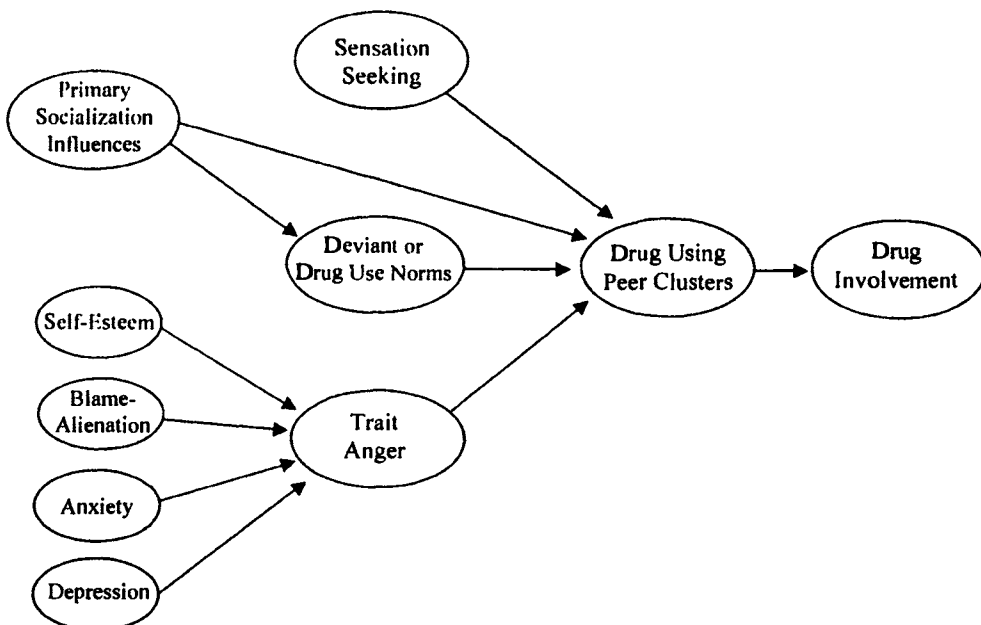 Sensation
Seeking
Primary
Socialization
Influences
Deviant or
Drug Use Norms
Drug Using
Peer Clusters
Drug
Involvement
Self-Esteem
Blame-
Alienation
Trait
Anger
Anxiety
Depression